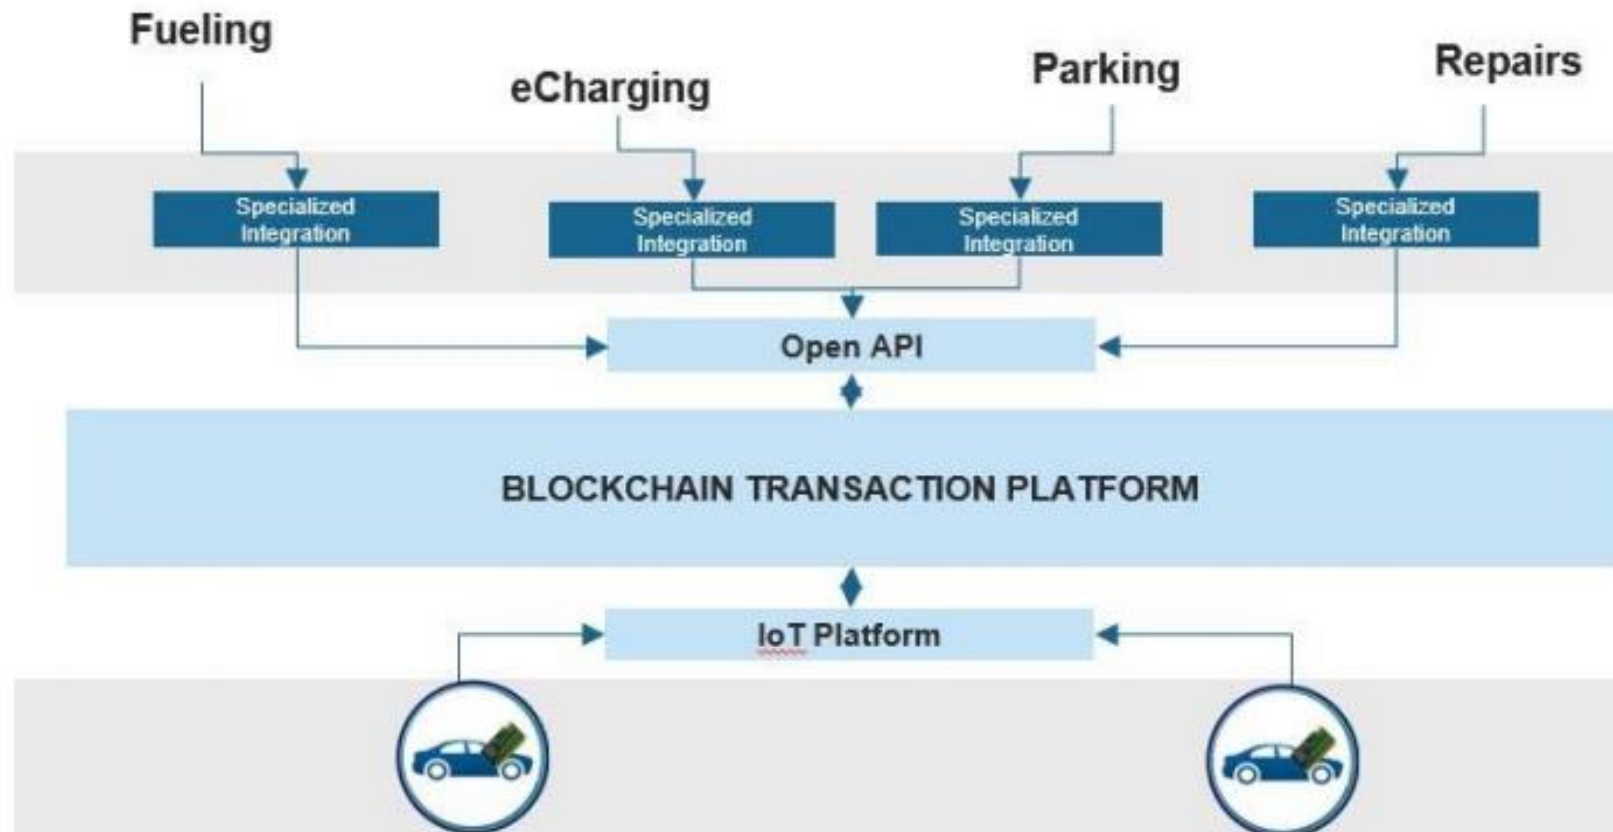 Fueling
eCharging
Parking
Repairs
Specialized
Integration
Specialized
Integration
Specialized
Integration
Specialized
Integration
Open API
BLOCKCHAIN TRANSACTION PLATFORM
IoT Platform